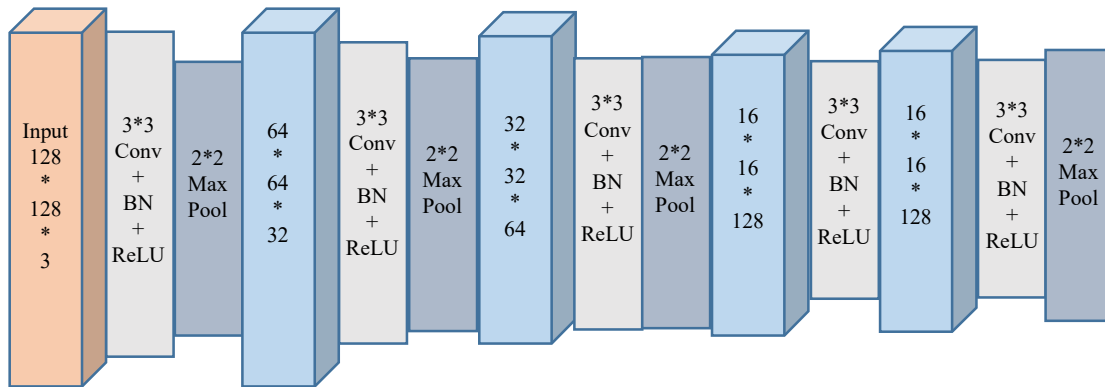 Input
128
*
128
*
3
3*3
Conv
+
BN
+
ReLU
2*2
Max
Pool
64
*
64
*
32
3*3
Conv
+
BN
+
ReLU
2*2
Max
Pool
32
*
32
*
64
3*3
Conv
+
BN
+
ReLU
2*2
Max
Pool
16
*
16
*
128
3*3
Conv
+
BN
+
ReLU
16
*
16
*
128
3*3
Conv
+
BN
+
ReLU
2*2
Max
Pool